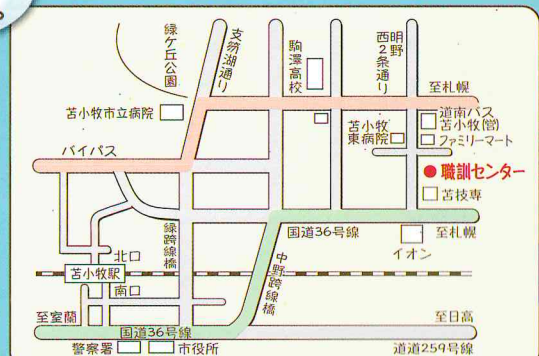 緑ケ丘公園
支笏湖通り
駒澤高校
明野
西2条通り
至札幌
苫小牧市立病院
道南バス
苫小牧(営)
苫小牧
東病院
ファミリーマート
バイパス
職訓センター
苫技専
緑跨線橋
国道36号線
至札幌
イオン
北口
苫小牧駅
南口
中野跨線橋
至室蘭
国道36号線
至日高
警察署
市役所
道道259号線